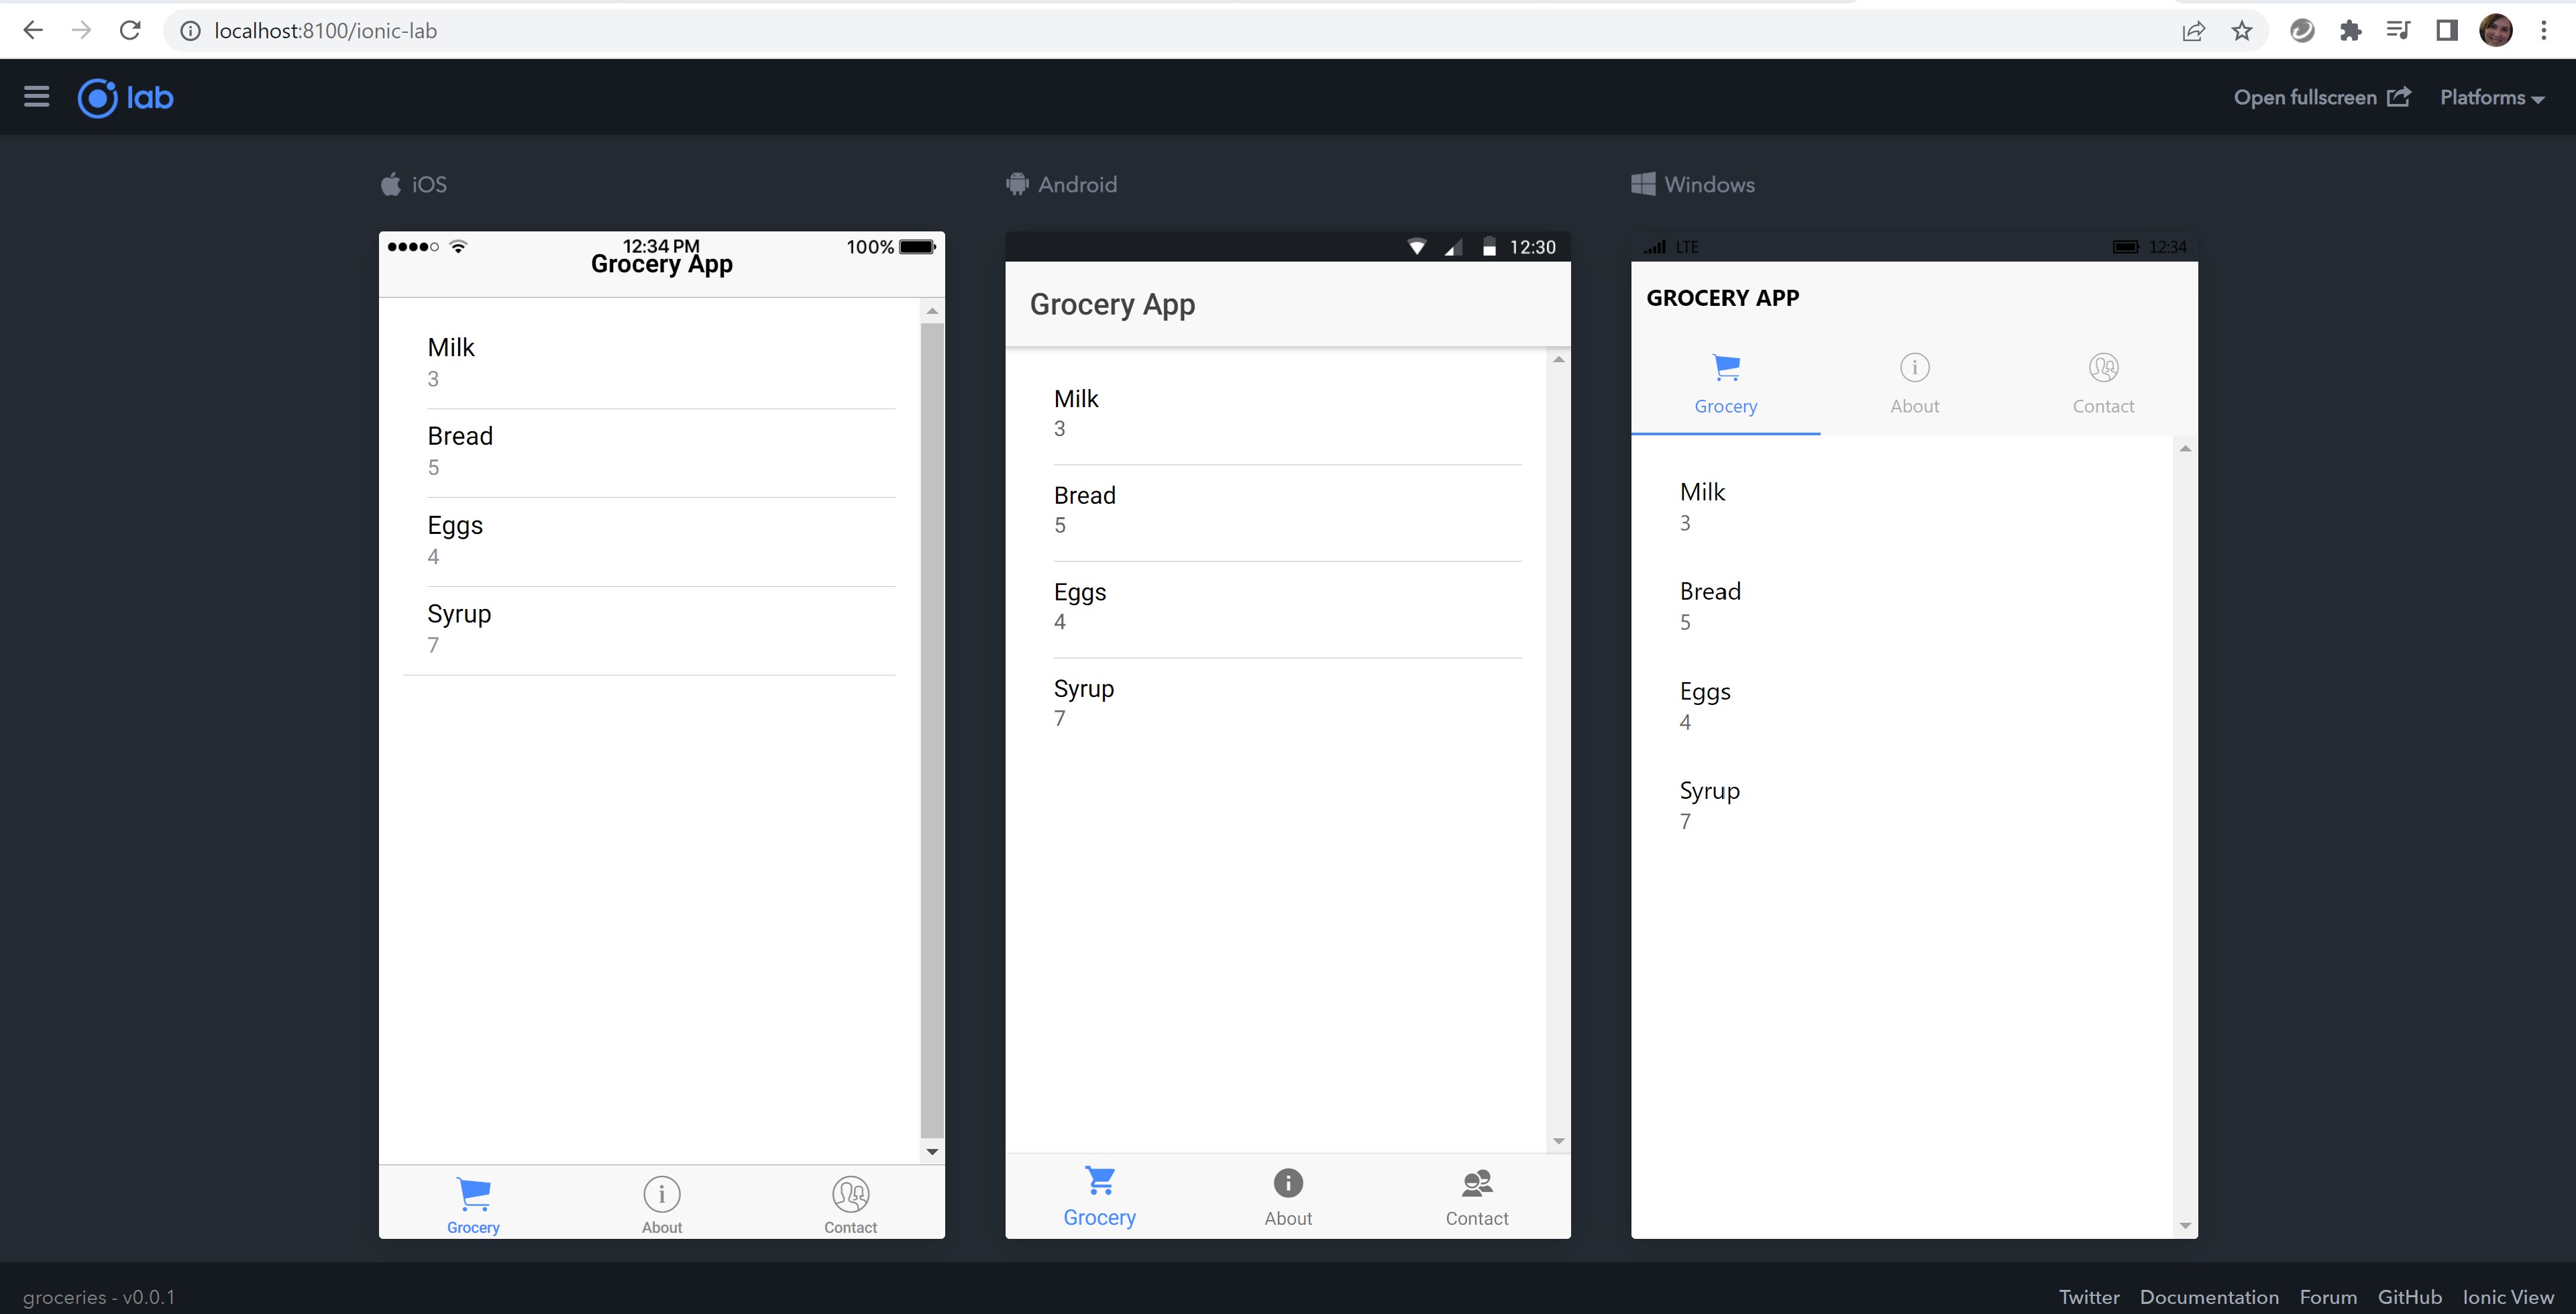 localhost:8100/ionic-lab
lab
Open fullscreen
Platforms
iOS
Android
Windows
12:34 PM
100%
Grocery App
Milk
3
Bread
5
Eggs
4
Syrup
7
Grocery
About
Contact
12:30
Grocery App
Milk
3
Bread
5
Eggs
4
Syrup
7
Grocery
About
Contact
LTE
12:34
GROCERY APP
Grocery
About
Contact
Milk
3
Bread
5
Eggs
4
Syrup
7
groceries - v0.0.1
Twitter Documentation Forum GitHub Ionic View